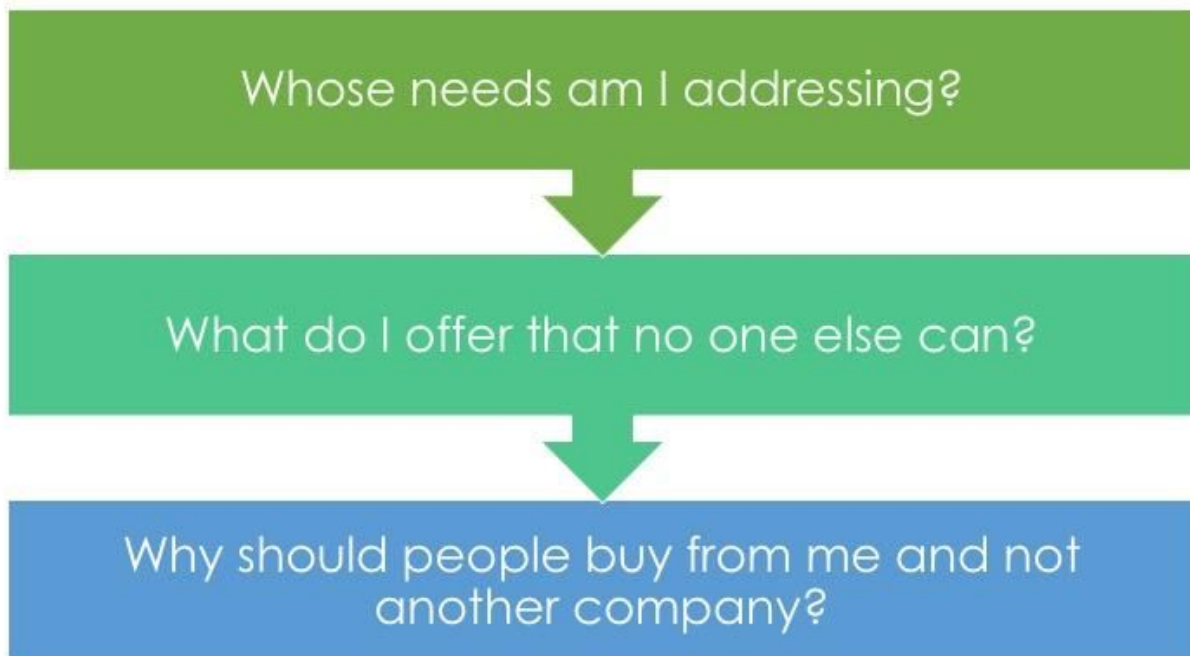 Whose needs am I addressing?
What do I offer that no one else can?
Why should people buy from me and not
another company?